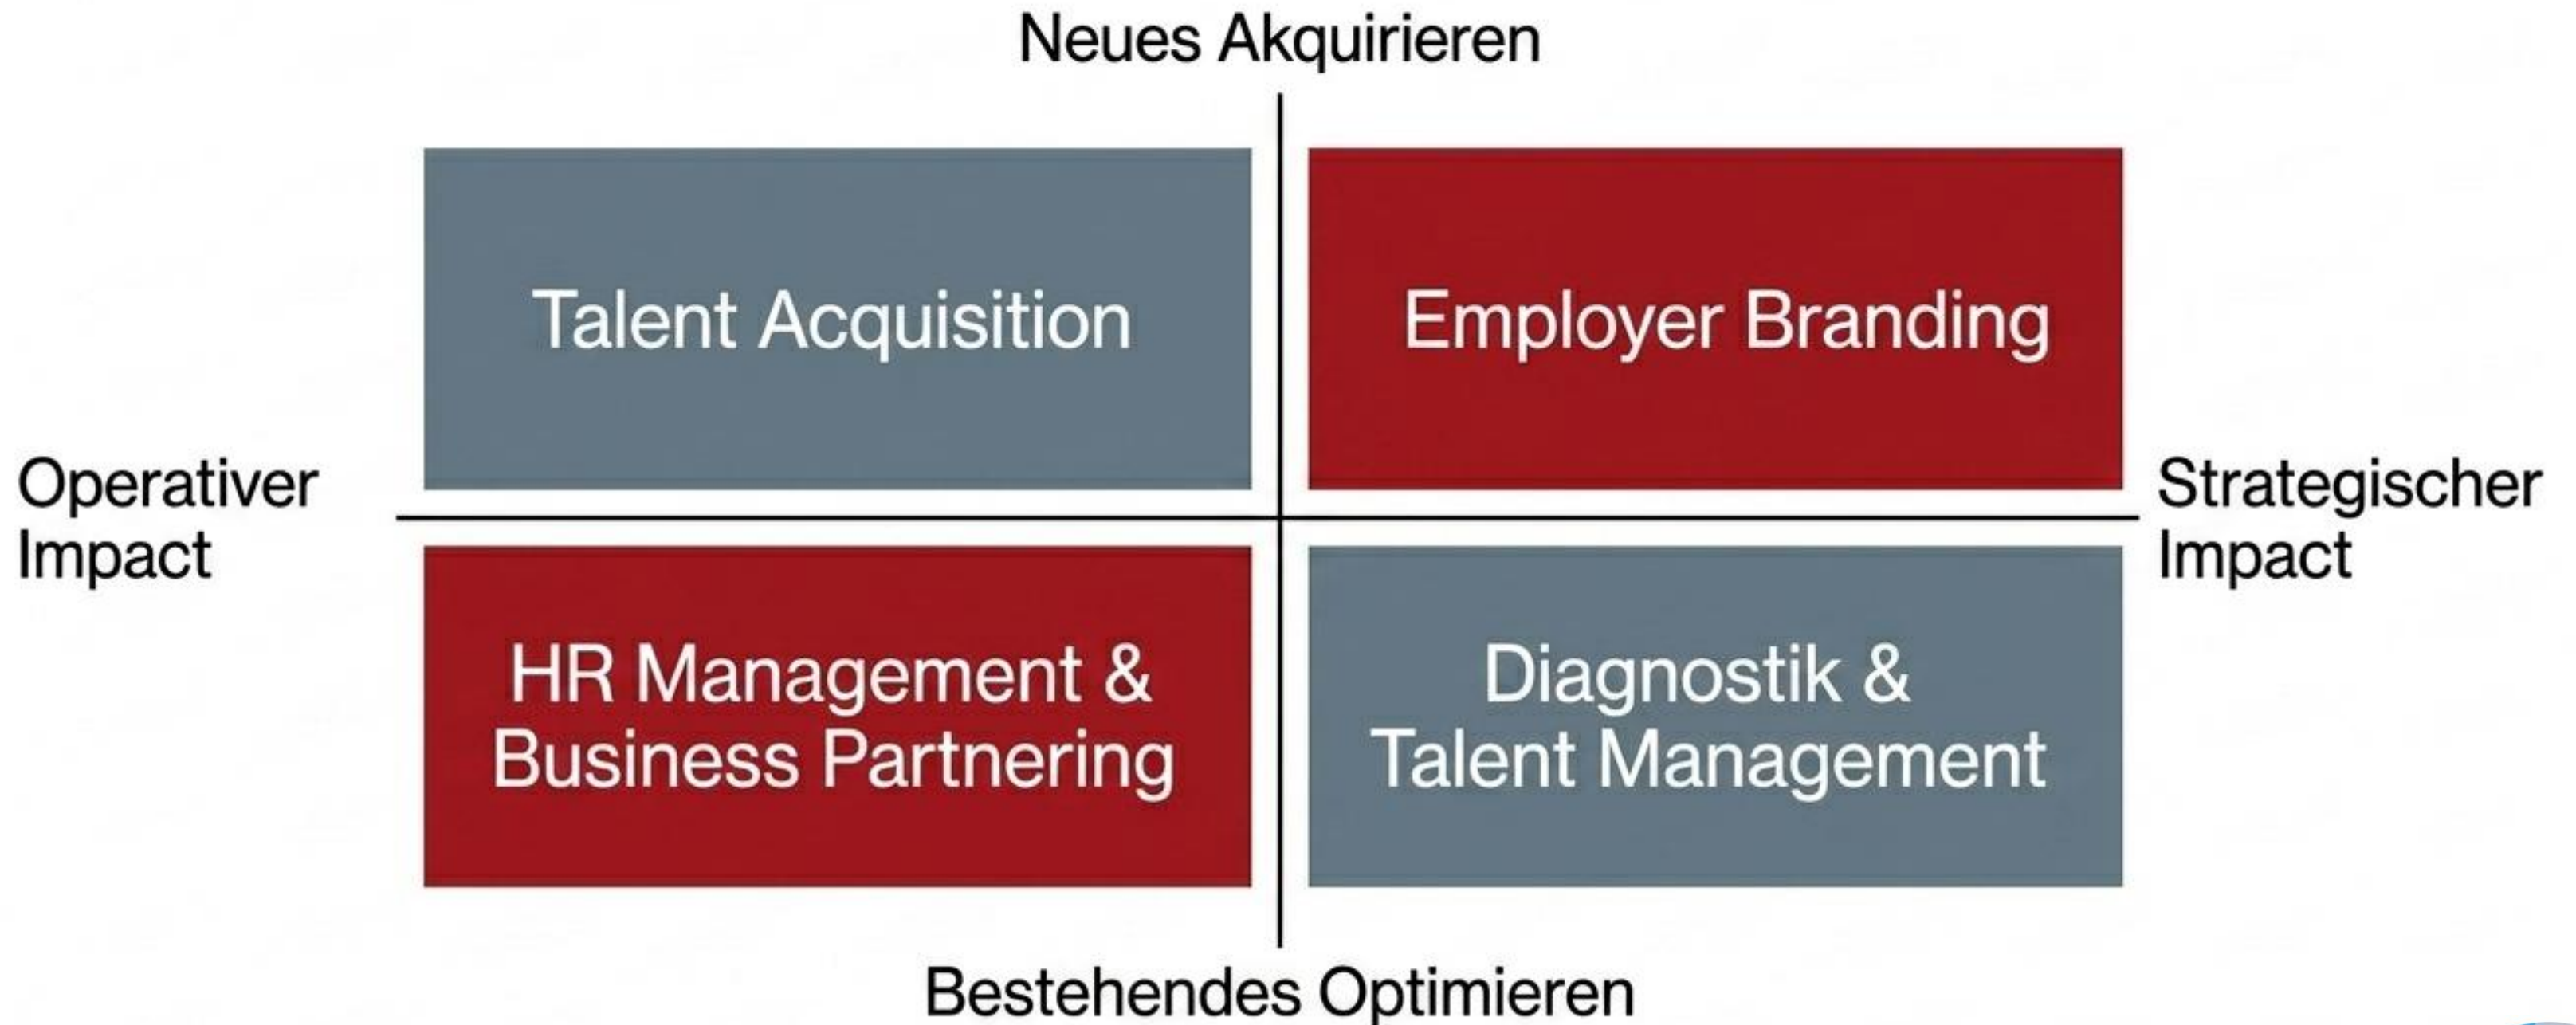 Neues Akquirieren
Talent Acquisition
Employer Branding
Operativer
Impact
Strategischer
Impact
HR Management &
Business Partnering
Diagnostik &
Talent Management
Bestehendes Optimieren